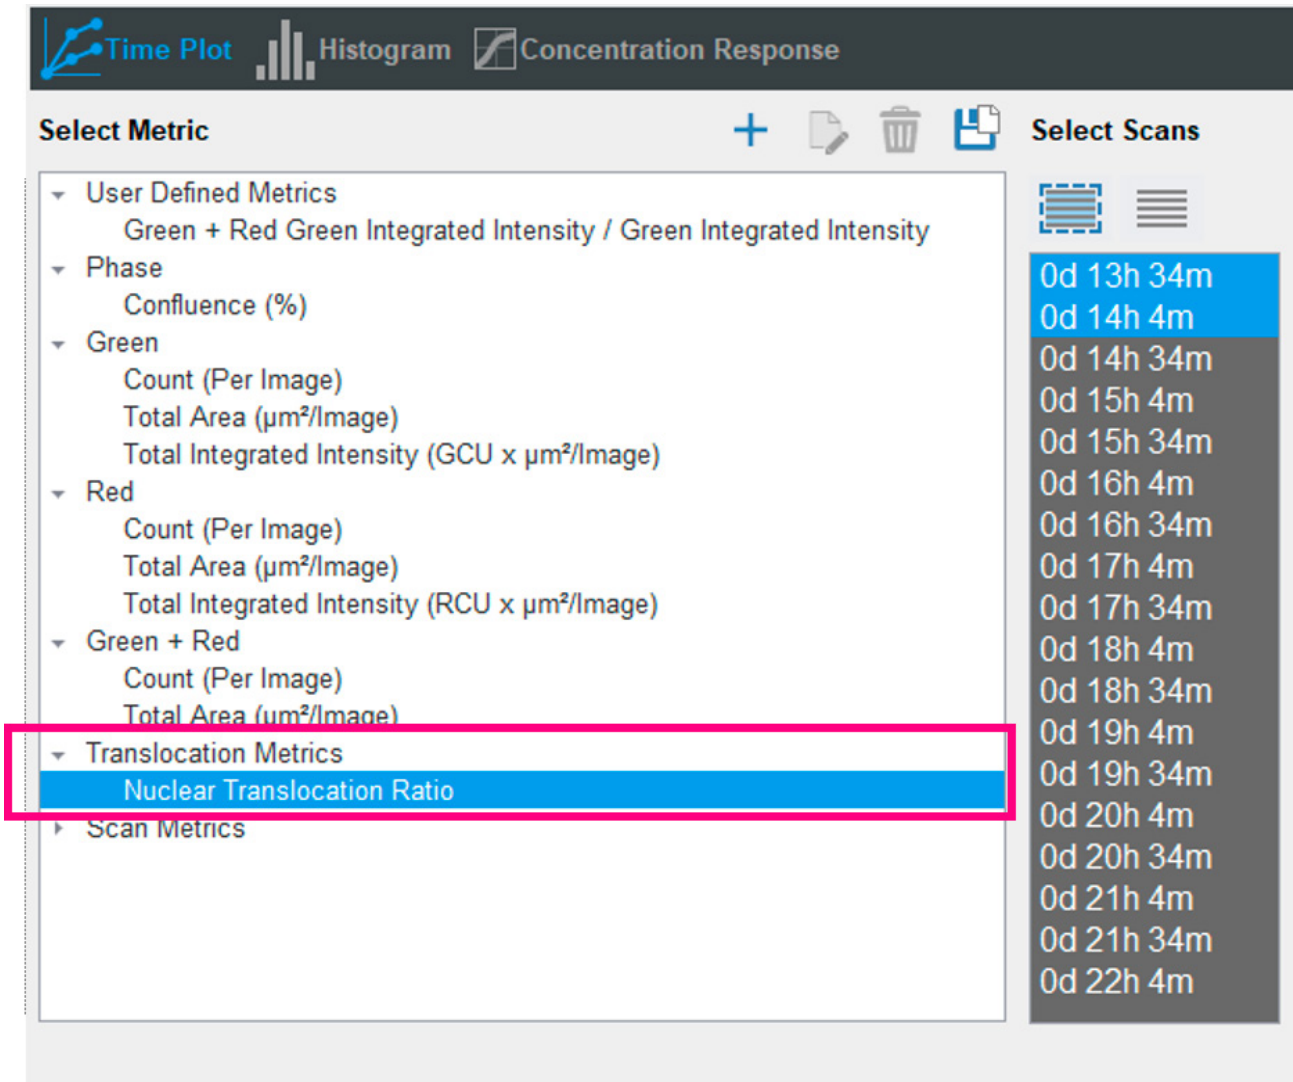 Time Plot Histogram Concentration Response
Select Metric
User Defined Metrics
Green + Red Green Integrated Intensity / Green Integrated Intensity
Phase
Confluence (%)
Green
Count (Per Image)
Total Area (µm²/Image)
Total Integrated Intensity (GCU x µm²/Image)
Red
Count (Per Image)
Total Area (µm²/Image)
Total Integrated Intensity (RCU x µm²/Image)
Green + Red
Count (Per Image)
Total Area (µm²/Image)
Translocation Metrics
Nuclear Translocation Ratio
Scan Metrics
Select Scans
0d 13h 34m
0d 14h 4m
0d 14h 34m
0d 15h 4m
0d 15h 34m
0d 16h 4m
0d 16h 34m
0d 17h 4m
0d 17h 34m
0d 18h 4m
0d 18h 34m
0d 19h 4m
0d 19h 34m
0d 20h 4m
0d 20h 34m
0d 21h 4m
0d 21h 34m
0d 22h 4m